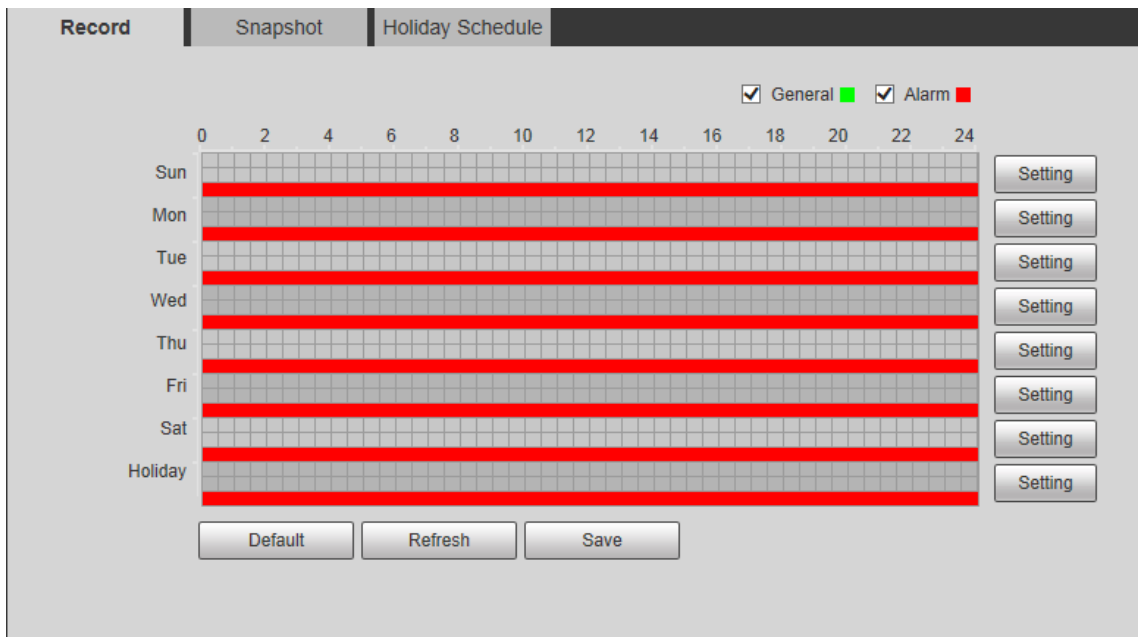 Record Snapshot Holiday Schedule
General Alarm
0 2 4 6 8 10 12 14 16 18 20 22 24
Sun Setting
Mon Setting
Tue Setting
Wed Setting
Thu Setting
Fri Setting
Sat Setting
Holiday Setting
Default Refresh Save